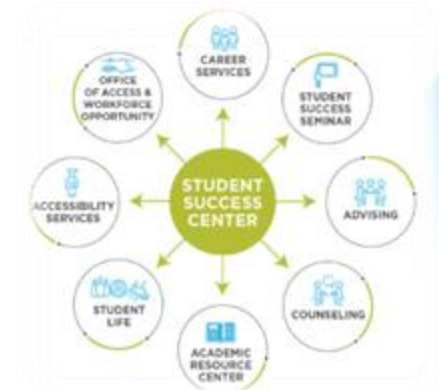 CAREER
SERVICES
STUDENT
SUCCESS
SEMINAR
ADVISING
COUNSELING
ACADEMIC
RESOURCE
CENTER
STUDENT
LIFE
ACCESSIBILITY
SERVICES
OFFICE
OF ACCESS &
WORKFORCE
OPPORTUNITY
STUDENT
SUCCESS
CENTER